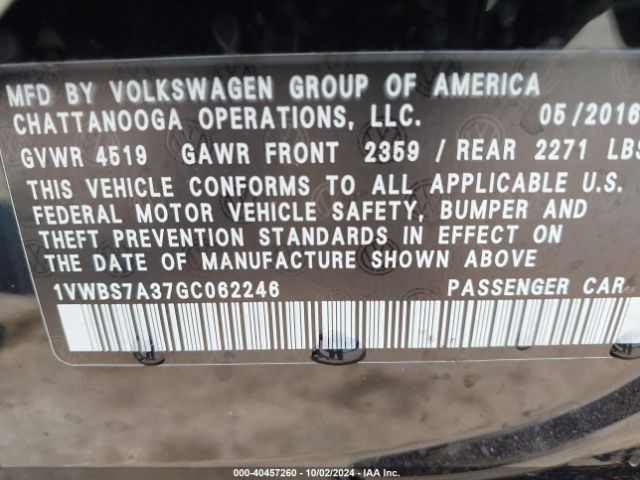 MFD BY VOLKSWAGEN GROUP OF AMERICA
CHATTANOOGA OPERATIONS, LLC. 05/2016
GVWR 4519 GAWR FRONT 2359 / REAR 2271 LBS
THIS VEHICLE CONFORMS TO ALL APPLICABLE U.S.
FEDERAL MOTOR VEHICLE SAFETY, BUMPER AND
THEFT PREVENTION STANDARDS IN EFFECT ON
THE DATE OF MANUFACTURE SHOWN ABOVE
1VWBS7A37GC062246 PASSENGER CAR
000-40457260 - 10/02/2024 - IAA Inc.